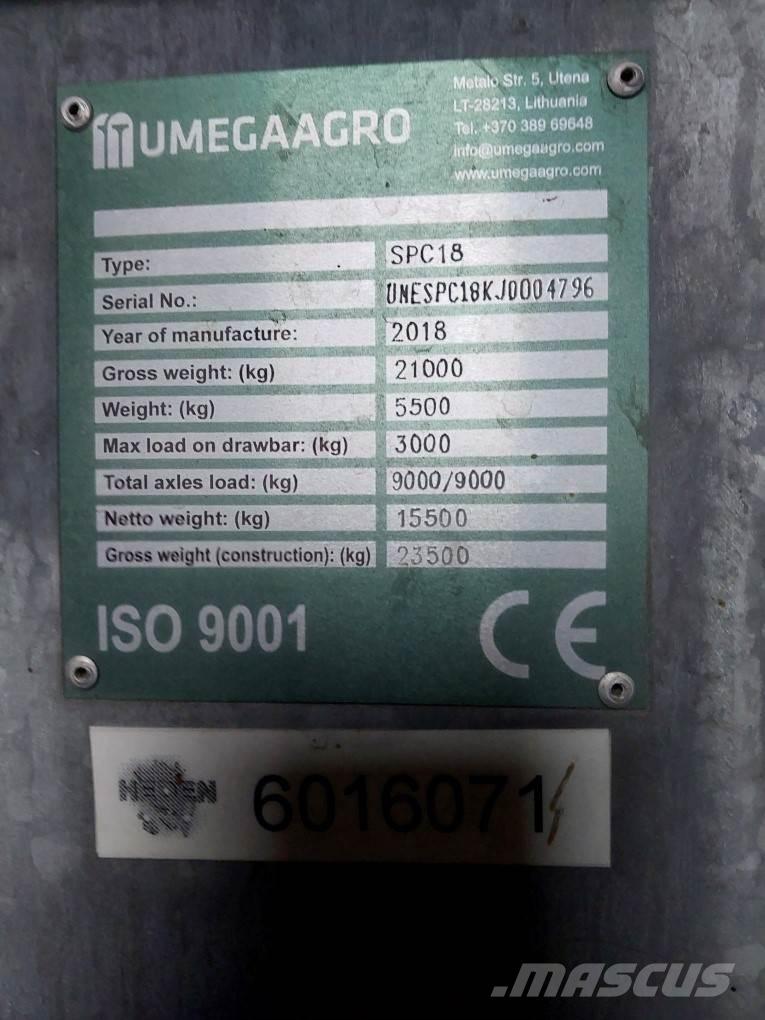 UMEGAAGRO
Metalo Str. 5, Utena
LT-28213, Lithuania
Tel. +370 389 69648
info@umegaagro.com
www.umegaagro.com
Type: SPC18
Serial No.: UNESPC18KJ0004796
Year of manufacture: 2018
Gross weight: (kg) 21000
Weight: (kg) 5500
Max load on drawbar: (kg) 3000
Total axles load: (kg) 9000/9000
Netto weight: (kg) 15500
Gross weight (construction): (kg) 23500
ISO 9001 CE
6016071
MASCUS